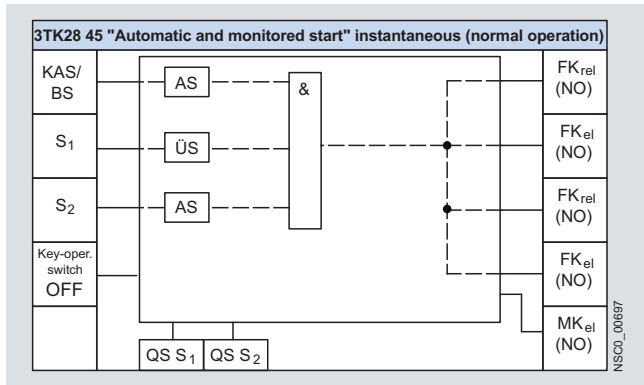 3TK28 45 "Automatic and monitored start" instantaneous (normal operation)
KAS/
BS
AS
&
FKrel
(NO)
S1
ÜS
FKel
(NO)
S2
AS
FKrel
(NO)
Key-oper.
switch
OFF
FKel
(NO)
MKel
(NO)
QS S1
QS S2
NSC0_00697